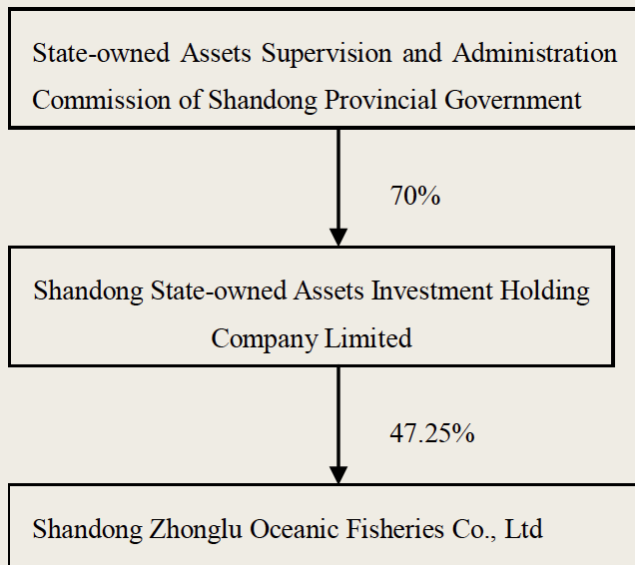 State-owned Assets Supervision and Administration
Commission of Shandong Provincial Government
70%
Shandong State-owned Assets Investment Holding
Company Limited
47.25%
Shandong Zhonglu Oceanic Fisheries Co., Ltd